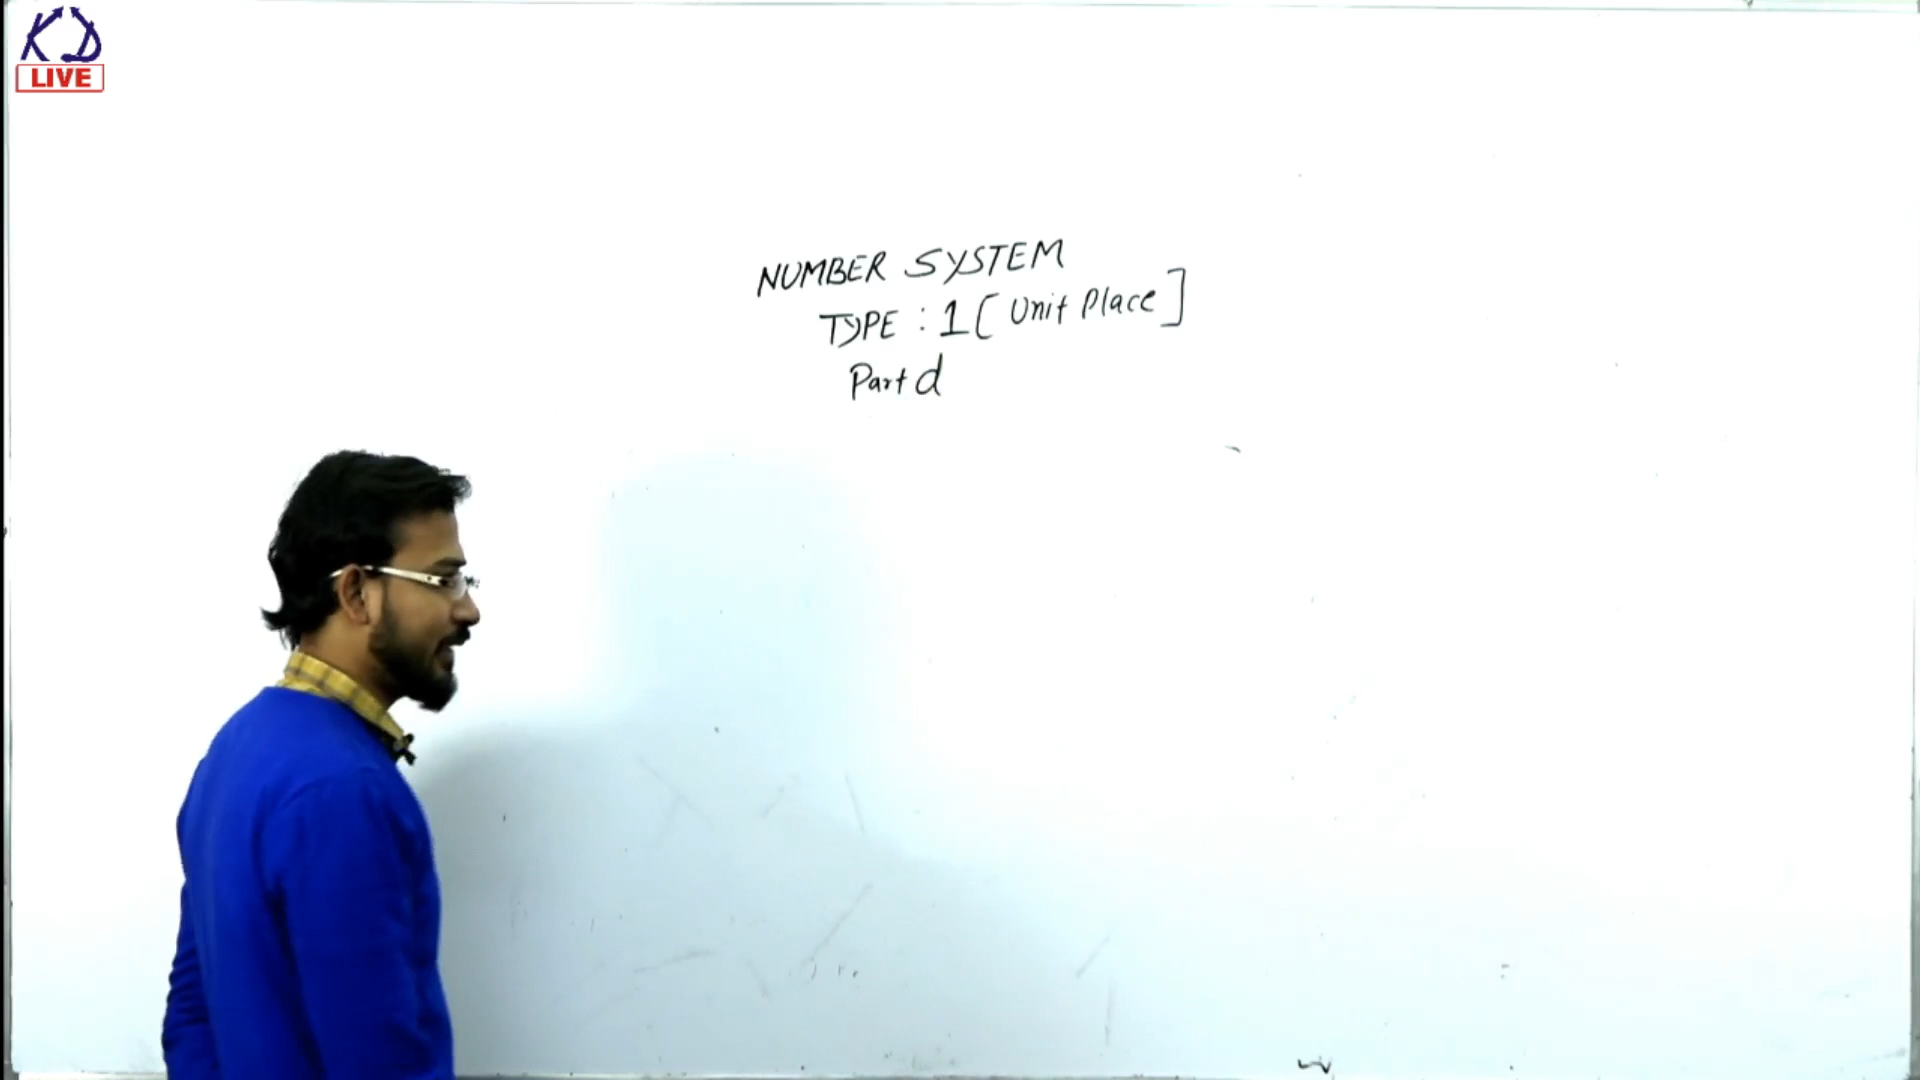 KD
LIVE
NUMBER SYSTEM
TYPE : 1 [ Unit Place ]
Part d